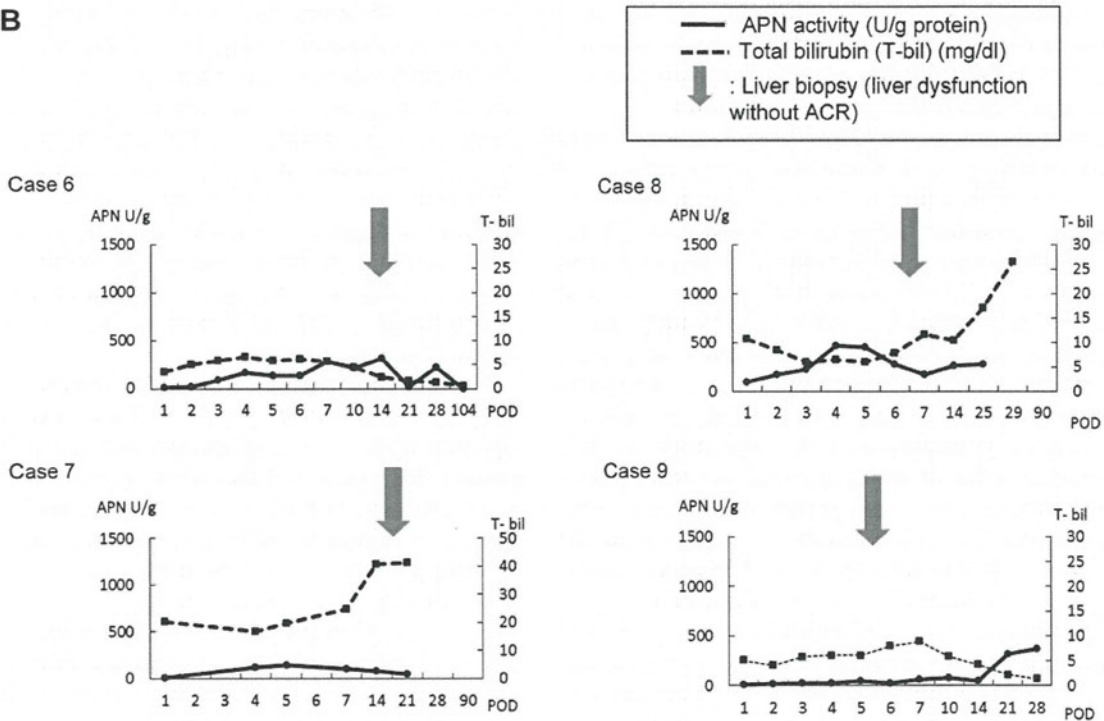 B
APN activity (U/g protein)
Total bilirubin (T-bil) (mg/dl)
: Liver biopsy (liver dysfunction
without ACR)
Case 6
APN U/g
T- bil
1500
1000
500
0
30
25
20
15
10
5
0
1 2 3 4 5 6 7 10 14 21 28 104 POD
Case 8
APN U/g
T- bil
1500
1000
500
0
30
25
20
15
10
5
0
1 2 3 4 5 6 7 14 25 29 90
POD
Case 7
APN U/g
T- bil
1500
1000
500
0
50
40
30
20
10
0
1 2 3 4 5 6 7 14 21 28 90 POD
Case 9
APN U/g
T- bil
1500
1000
500
0
30
25
20
15
10
5
0
1 2 3 4 5 6 7 10 14 21 28
POD